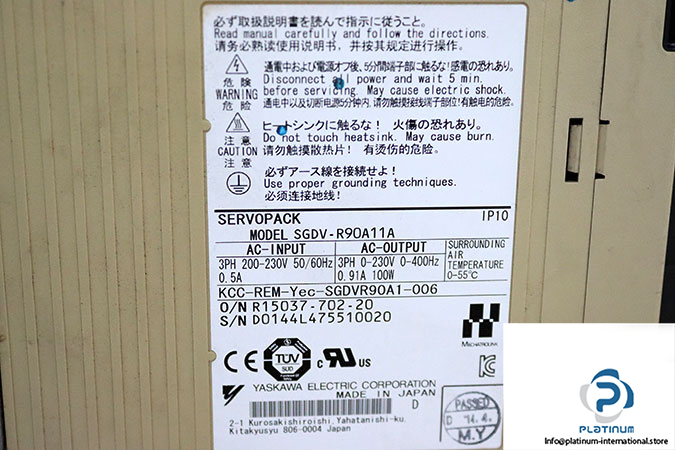 必ず取扱説明書を読んで指示に従うこと。
Read manual carefully and follow the directions.
请务必熟读使用说明书，并按其规定进行操作。
危険
WARNING
危险
通電中および電源オフ後、5分間端子部に触るな!感電の恐れあり。
Disconnect all power and wait 5 min.
before servicing. May cause electric shock.
通电中以及切断电源5分钟内，请勿触摸接线端子部位!有触电的危险。
注意
CAUTION
注意
ヒートシンクに触るな! 火傷の恐れあり。
Do not touch heatsink. May cause burn.
请勿触摸散热片! 有烫伤的危险。
必ずアース線を接続せよ!
Use proper grounding techniques.
必须连接地线!
SERVOPACK IP10
MODEL SGDV-R90A11A
AC-INPUT
3PH 200-230V 50/60Hz
0.5A
AC-OUTPUT
3PH 0-230V 0-400Hz
0.91A 100W
SURROUNDING
AIR
TEMPERATURE
0-55℃
KCC-REM-Yec-SGDVR90A1-006
O/N R15037-702-20
S/N D0144L475510020
MECHATROLINK
CE
TÜV
SÜD
c RU US
YASKAWA ELECTRIC CORPORATION
MADE IN JAPAN D
2-1 Kurosakishiroishi, Yahatanishi-ku,
Kitakyusyu 806-0004 Japan
PASSED
D
M.Y
PLATINUM
info@platinum-international.store